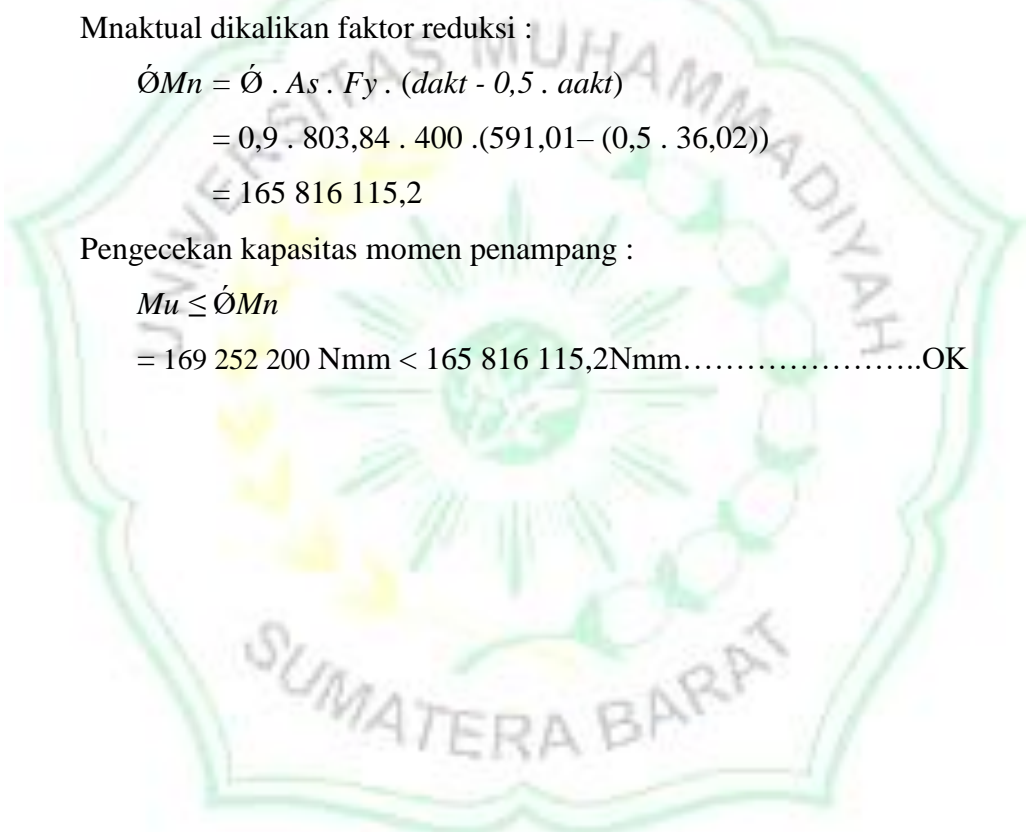 Mnaktual dikalikan faktor reduksi :
ǾMn = Ǿ . As . Fy . (dakt - 0,5 . aakt)
= 0,9 . 803,84 . 400 .(591,01– (0,5 . 36,02))
= 165 816 115,2
Pengecekan kapasitas momen penampang :
Mu ≤ ǾMn
= 169 252 200 Nmm < 165 816 115,2Nmm…………………..OK
UNIVERSITAS MUHAMMADIYAH
SUMATERA BARAT